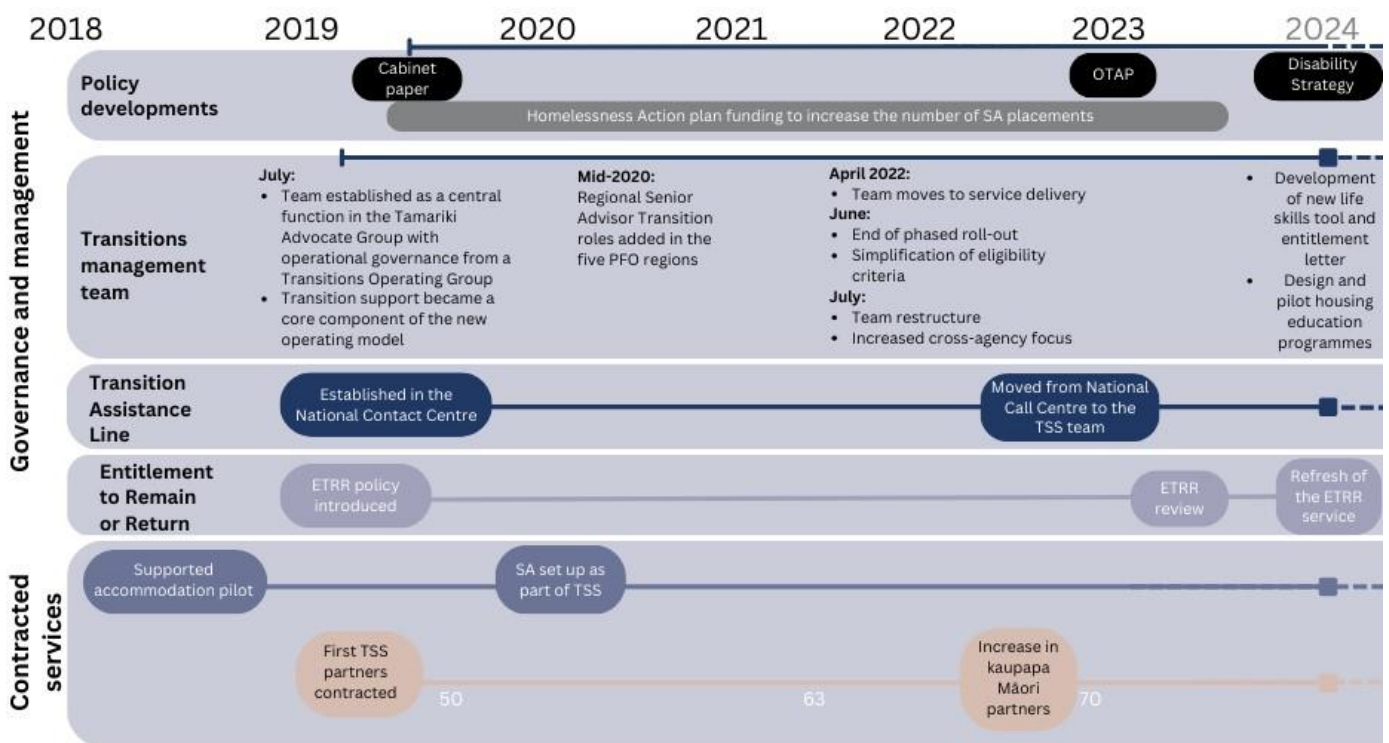 2018 2019 2020 2021 2022 2023 2024
Governance and management
Policy
developments
Cabinet
paper
OTAP
Disability
Strategy
Homelessness Action plan funding to increase the number of SA placements
Transitions
management
team
July:
• Team established as a central
function in the Tamariki
Advocate Group with
operational governance from a
Transitions Operating Group
• Transition support became a
core component of the new
operating model
Mid-2020:
Regional Senior
Advisor Transition
roles added in the
five PFO regions
April 2022:
• Team moves to service delivery
June:
• End of phased roll-out
• Simplification of eligibility
criteria
July:
• Team restructure
• Increased cross-agency focus
• Development
of new life
skills tool and
entitlement
letter
• Design and
pilot housing
education
programmes
Transition
Assistance
Line
Established in the
National Contact Centre
Moved from National
Call Centre to the
TSS team
Entitlement
to Remain
or Return
ETRR policy
introduced
ETRR
review
Refresh of
the ETRR
service
Contracted
services
Supported
accommodation pilot
SA set up as
part of TSS
First TSS
partners
contracted
50
63
Increase in
kaupapa
Māori
partners
70